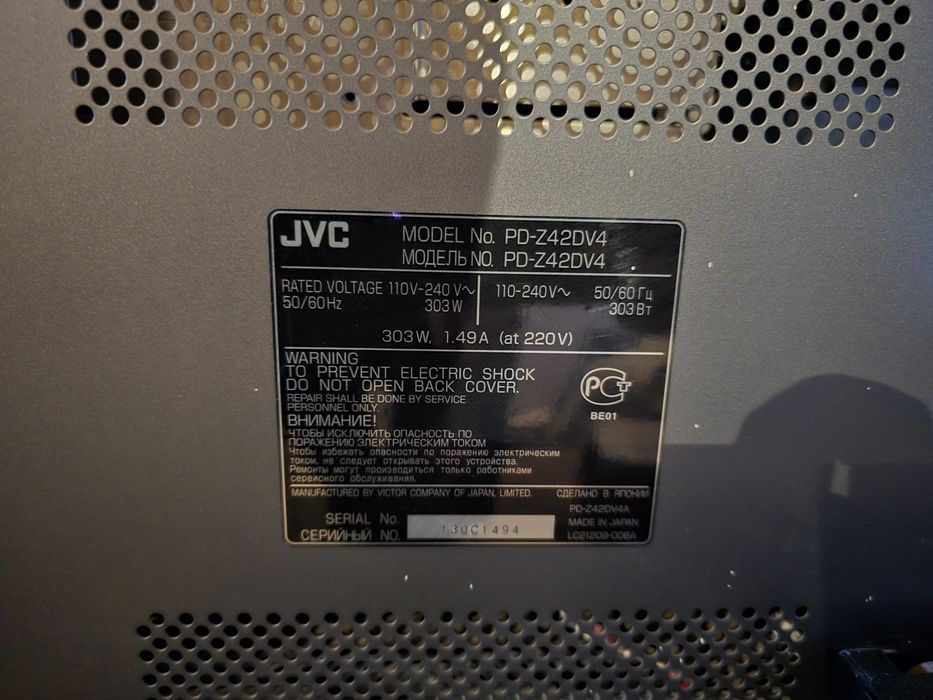 JVC
MODEL No. PD-Z42DV4
МОДЕЛЬ NO. PD-Z42DV4
RATED VOLTAGE 110V-240V~
50/60Hz 303W
110-240V~ 50/60 Гц
303 Вт
303W, 1.49A (at 220V)
WARNING
TO PREVENT ELECTRIC SHOCK
DO NOT OPEN BACK COVER.
REPAIR SHALL BE DONE BY SERVICE
PERSONNEL ONLY.
ВНИМАНИЕ!
ЧТОБЫ ИСКЛЮЧИТЬ ОПАСНОСТЬ ПО
ПОРАЖЕНИЮ ЭЛЕКТРИЧЕСКИМ ТОКОМ
Чтобы избежать опасности по поражению электрическим
током, не следует открывать этого устройства.
Ремонты могут производиться только работниками
сервисного обслуживания.
РСТ
BE01
MANUFACTURED BY VICTOR COMPANY OF JAPAN, LIMITED.
СДЕЛАНО В ЯПОНИИ
PD-Z42DV4A
MADE IN JAPAN
LC21209-006A
SERIAL No.
СЕРИЙНЫЙ NO.
130C1494